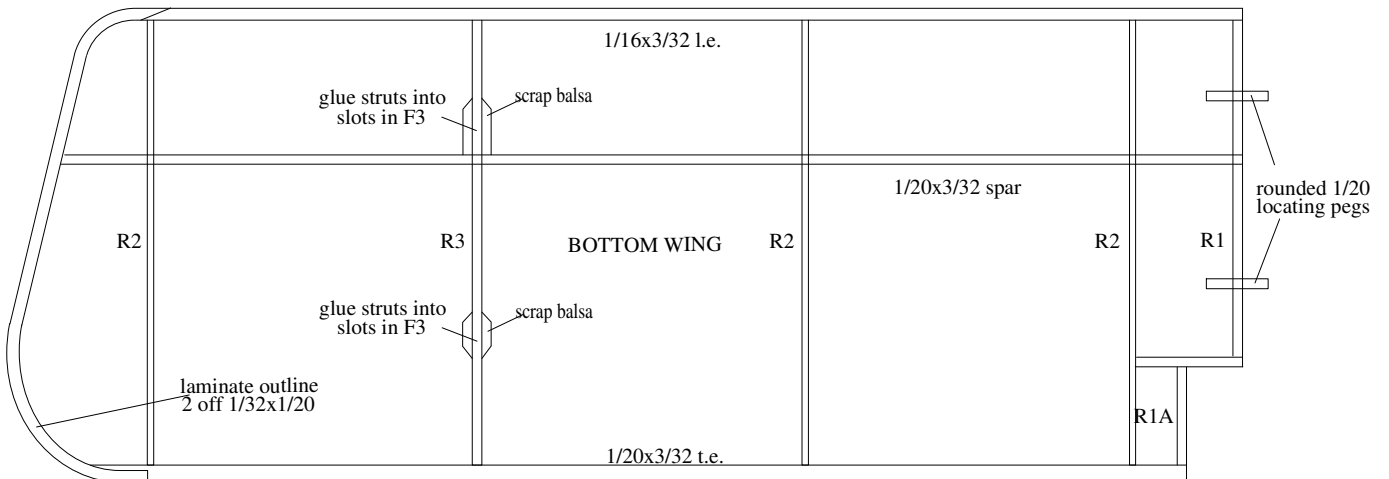 1/16x3/32 l.e.
glue struts into
slots in F3
scrap balsa
1/20x3/32 spar
rounded 1/20
locating pegs
R2
R3
BOTTOM WING
R2
R2
R1
glue struts into
slots in F3
scrap balsa
laminate outline
2 off 1/32x1/20
R1A
1/20x3/32 t.e.